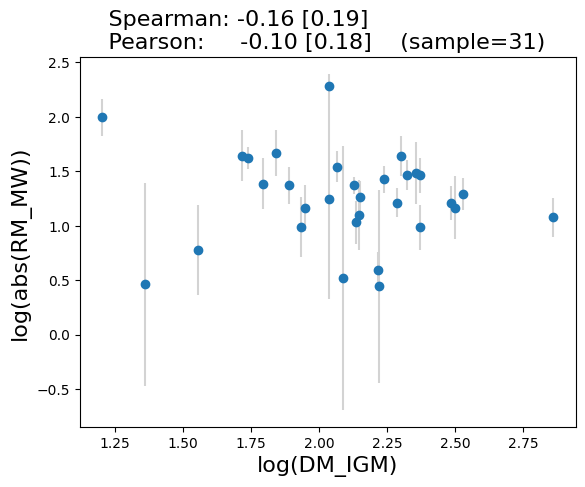 Spearman: -0.16 [0.19]
Pearson: -0.10 [0.18] (sample=31)
2.5
2.0
1.5
1.0
0.5
0.0
−0.5
log(abs(RM_MW))
1.25 1.50 1.75 2.00 2.25 2.50 2.75
log(DM_IGM)